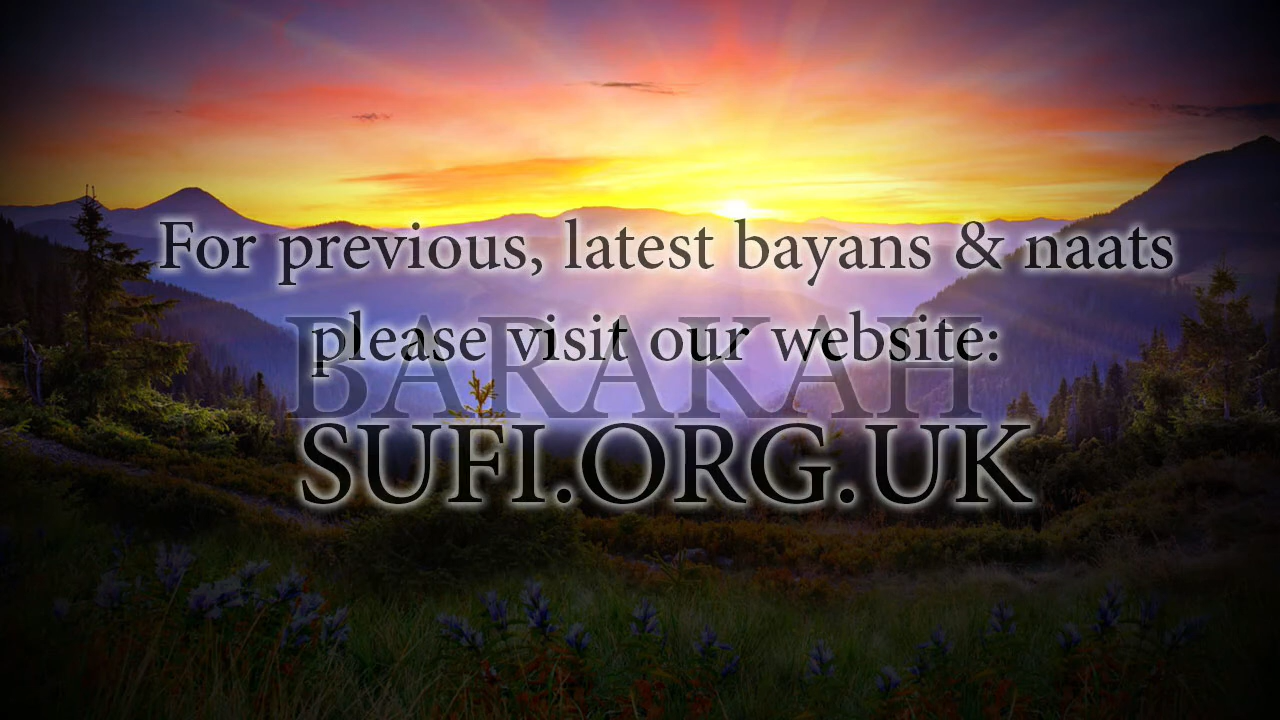 For previous, latest bayans & naats
please visit our website:
BARAKAH
SUFI.ORG.UK